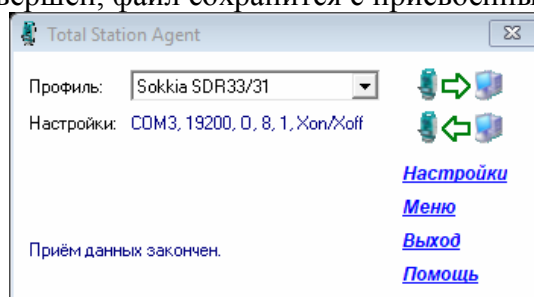 вершен, файл сохранится с присвоенны
Total Station Agent
Профиль: Sokkia SDR33/31
Настройки: COM3, 19200, O, 8, 1, Xon/Xoff
Настройки
Меню
Выход
Приём данных закончен.
Помощь